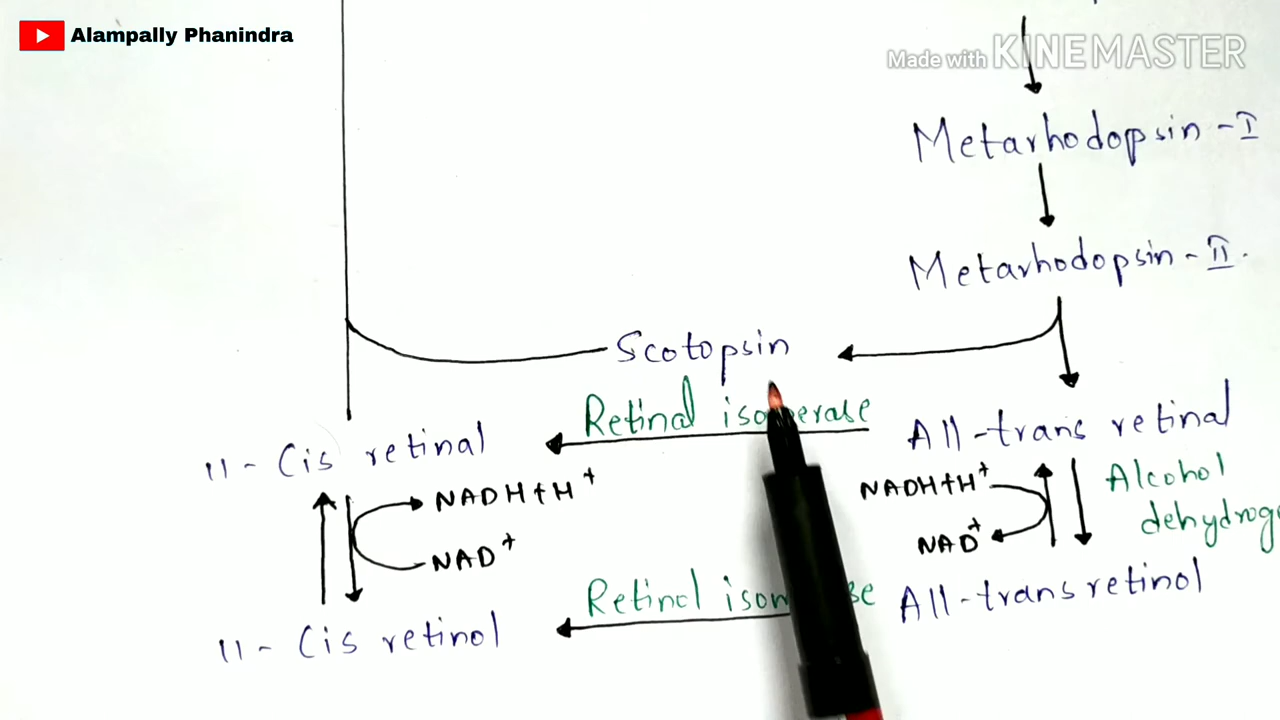 Alampally Phanindra
Made with KINEMASTER
Metarhodopsin - I
Metarhodopsin - II.
Scotopsin
Retinal isomerase
11 - Cis retinal
All-trans retinal
NADH+H+
NAD+
NADH+H+
NAD+
Alcohol
Retinol
11 - Cis retinol
All-trans retinol